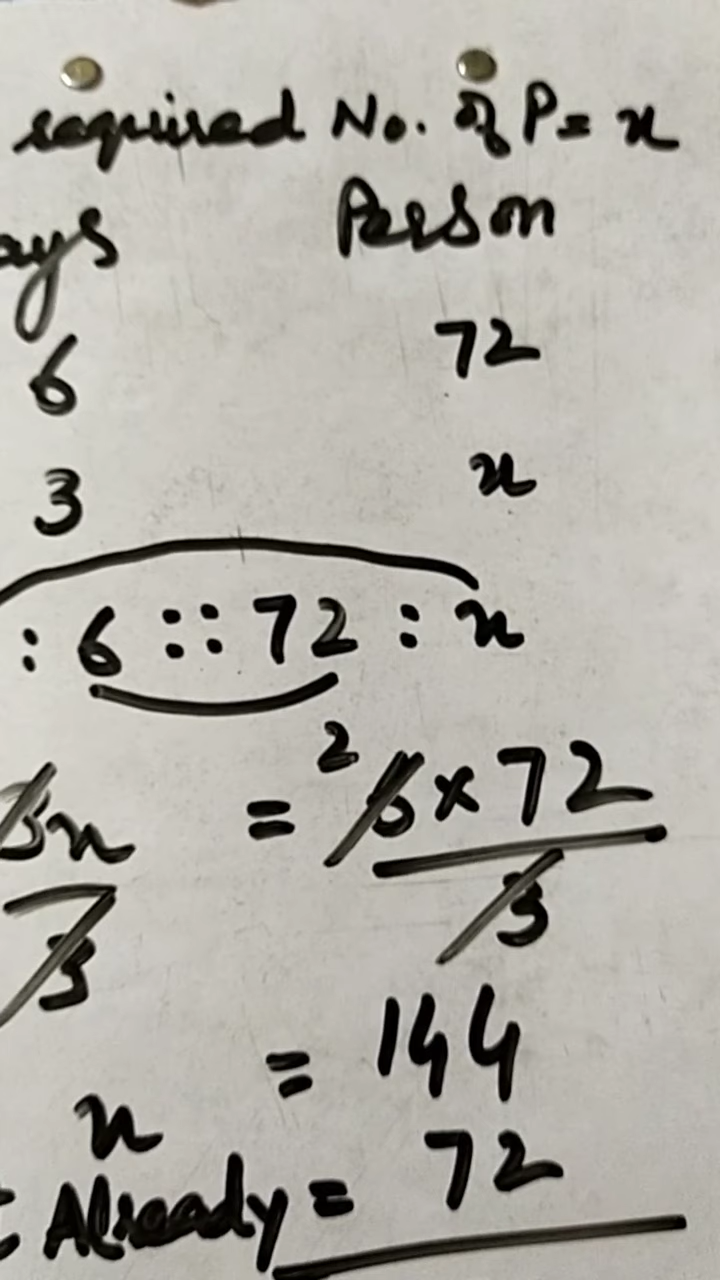 required No. of P = x
ays Person
6 72
3 x
: 6 :: 72 : x
3x = 2 6 × 72
3 3
x = 144
Already = 72